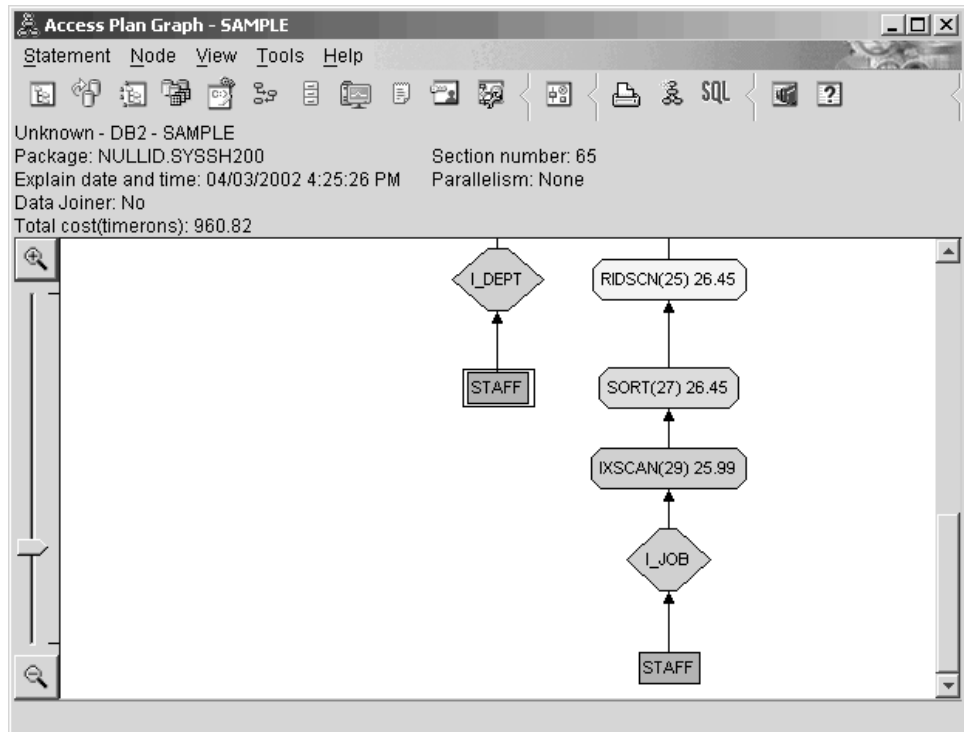 Access Plan Graph - SAMPLE
Statement Node View Tools Help
SQL ?
Unknown - DB2 - SAMPLE
Package: NULLID.SYSSH200 Section number: 65
Explain date and time: 04/03/2002 4:25:26 PM Parallelism: None
Data Joiner: No
Total cost(timerons): 960.82
I_DEPT RIDSCN(25) 26.45
STAFF SORT(27) 26.45
IXSCAN(29) 25.99
I_JOB
STAFF